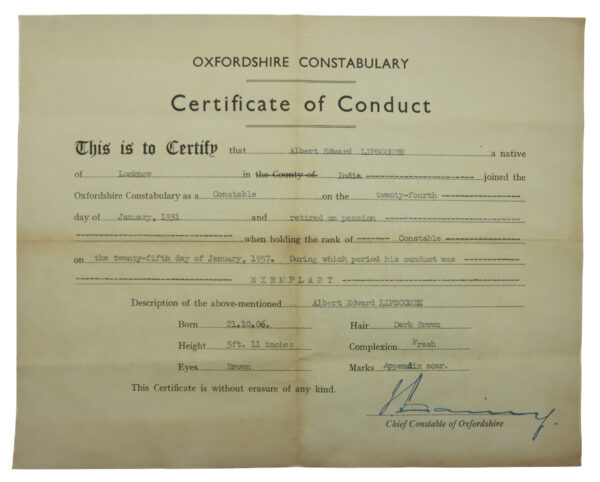 OXFORDSHIRE CONSTABULARY
Certificate of Conduct
This is to Certify that Albert Edward LIPSCOMBE a native
of Lucknow in the County of India joined the
Oxfordshire Constabulary as a Constable on the twenty-fourth
day of January, 1931 and retired on pension
when holding the rank of Constable
on the twenty-fifth day of January, 1957. During which period his conduct was
EXEMPLARY
Description of the above-mentioned Albert Edward LIPSCOMBE
Born 21.10.06. Hair Dark Brown
Height 5ft. 11 inches Complexion Fresh
Eyes Brown Marks Appendix scar.
This Certificate is without erasure of any kind.
Chief Constable of Oxfordshire